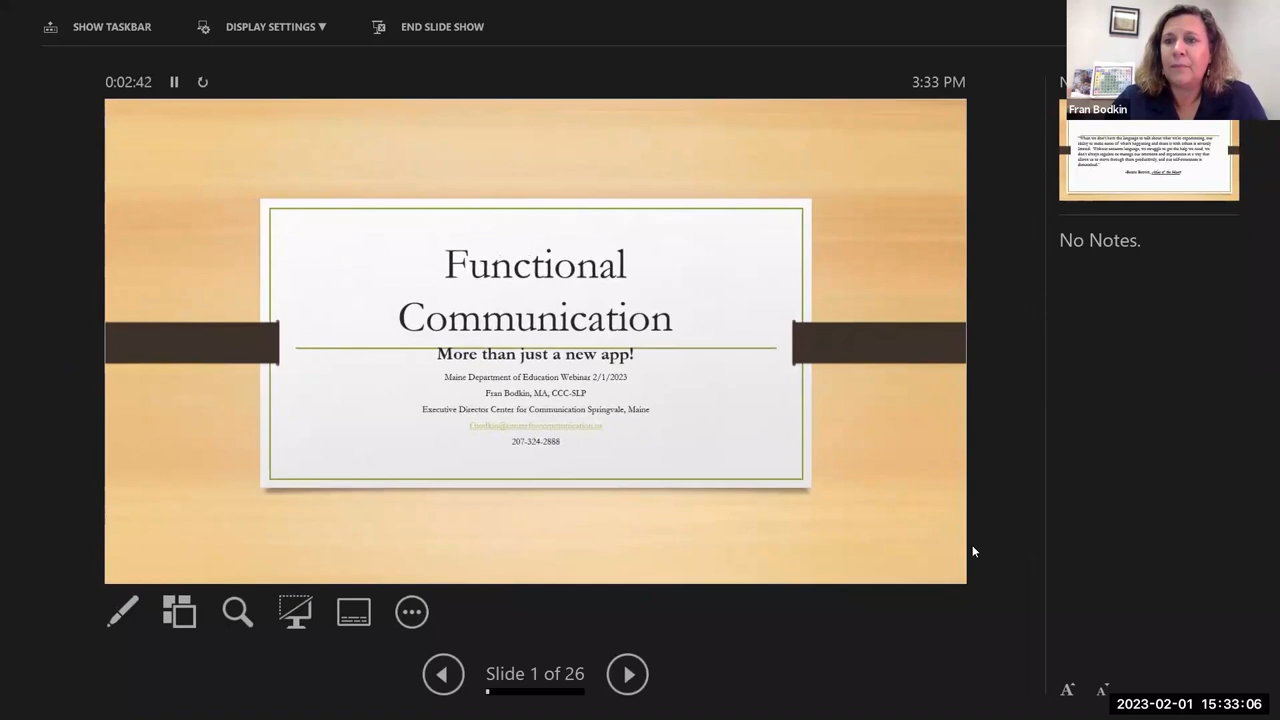 SHOW TASKBAR
DISPLAY SETTINGS ▼
END SLIDE SHOW
0:02:42
3:33 PM
Fran Bodkin
Functional
Communication
More than just a new app!
Maine Department of Education Webinar 2/1/2023
Fran Bodkin, MA, CCC-SLP
Executive Director Center for Communication Springvale, Maine
207-324-2888
No Notes.
Slide 1 of 26
2023-02-01 15:33:06